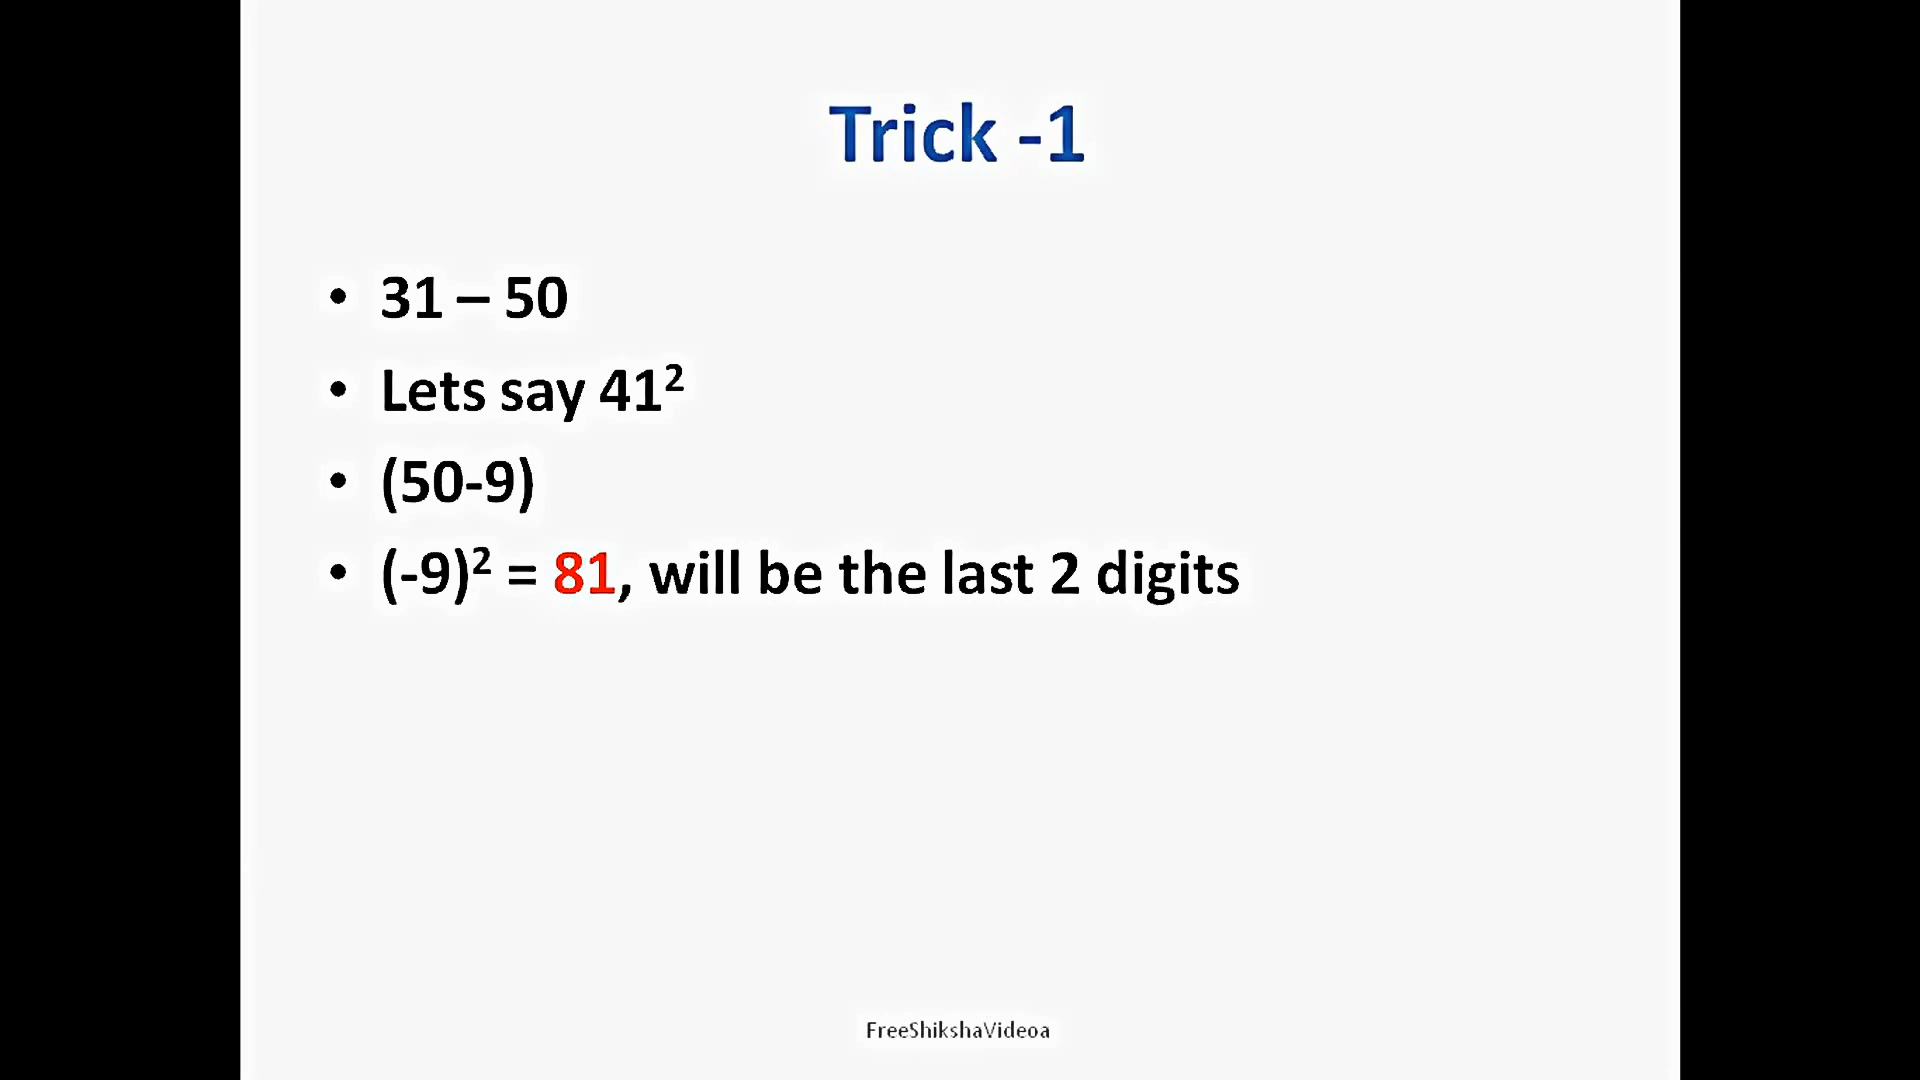 Trick -1
• 31 – 50
• Lets say 41²
• (50-9)
• (-9)² = 81, will be the last 2 digits
FreeShikshaVideoa